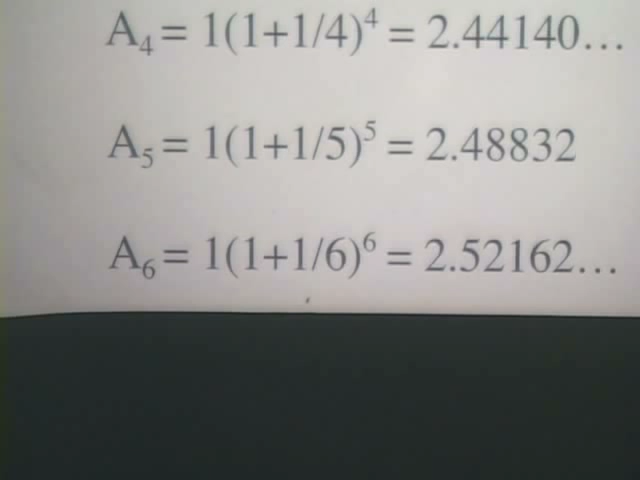 A₄ = 1(1+1/4)⁴ = 2.44140…
A₅ = 1(1+1/5)⁵ = 2.48832
A₆ = 1(1+1/6)⁶ = 2.52162…